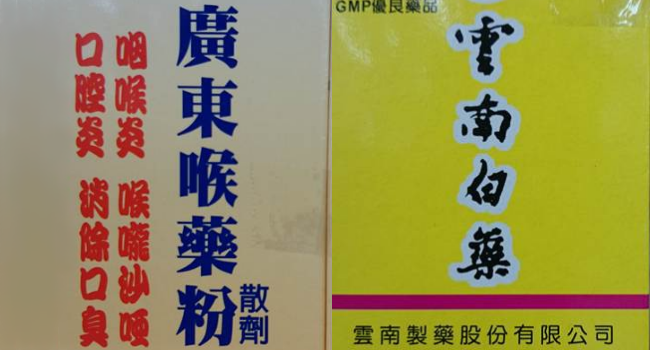 廣東喉藥粉
散劑
咽喉炎 喉嚨沙啞
口腔炎 消除口臭
GMP優良藥品
雲南白藥
雲南製藥股份有限公司